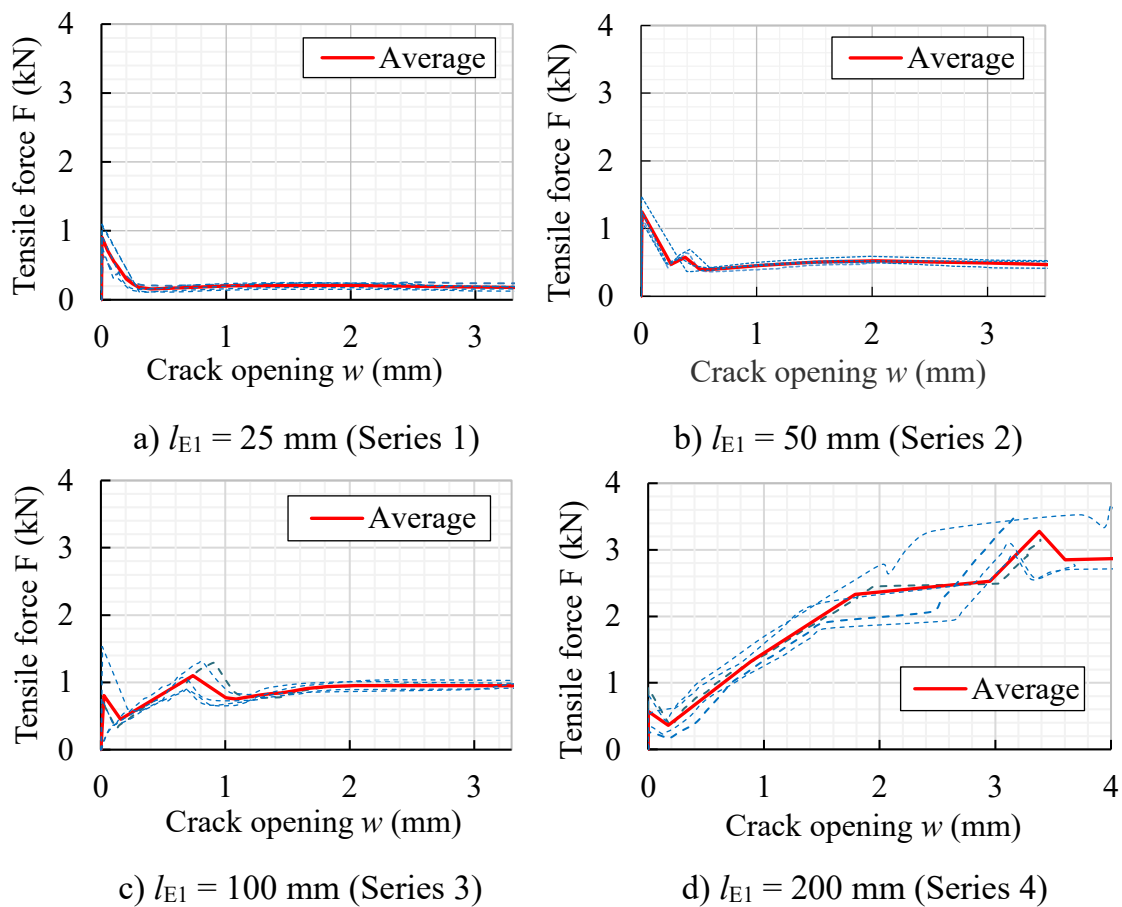 Tensile force F (kN)
4
3
2
1
0
Average
0 1 2 3
Crack opening w (mm)
a) lE1 = 25 mm (Series 1)
Tensile force F (kN)
4
3
2
1
0
Average
0 1 2 3
Crack opening w (mm)
b) lE1 = 50 mm (Series 2)
Tensile force F (kN)
4
3
2
1
0
Average
0 1 2 3
Crack opening w (mm)
c) lE1 = 100 mm (Series 3)
Tensile force F (kN)
4
3
2
1
0
Average
0 1 2 3 4
Crack opening w (mm)
d) lE1 = 200 mm (Series 4)